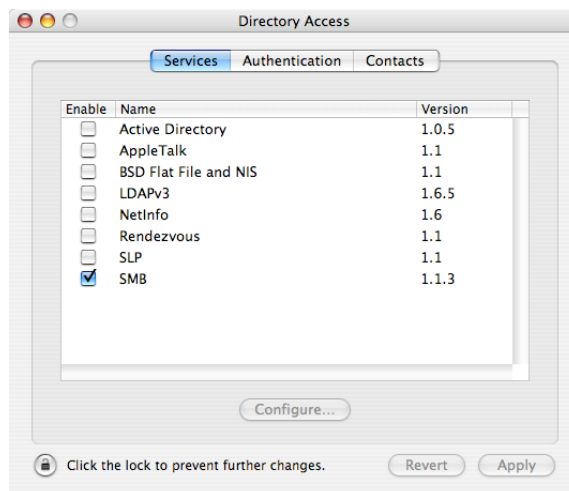 Directory Access
Services Authentication Contacts
Enable Name Version
Active Directory 1.0.5
AppleTalk 1.1
BSD Flat File and NIS 1.1
LDAPv3 1.6.5
NetInfo 1.6
Rendezvous 1.1
SLP 1.1
SMB 1.1.3
Configure...
Click the lock to prevent further changes. Revert Apply